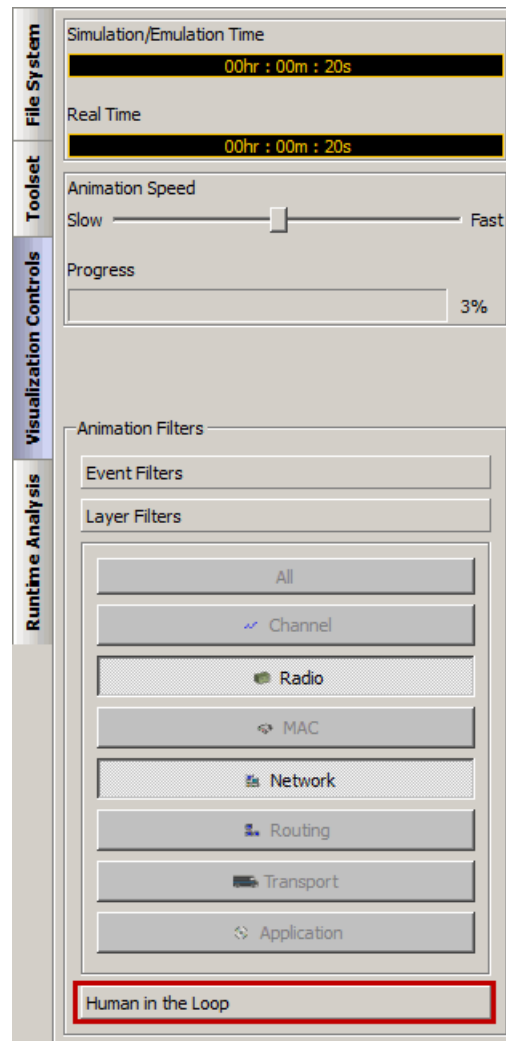 File System
Toolset
Visualization Controls
Runtime Analysis
Simulation/Emulation Time
00hr : 00m : 20s
Real Time
00hr : 00m : 20s
Animation Speed
Slow Fast
Progress
3%
Animation Filters
Event Filters
Layer Filters
All
Channel
Radio
MAC
Network
Routing
Transport
Application
Human in the Loop